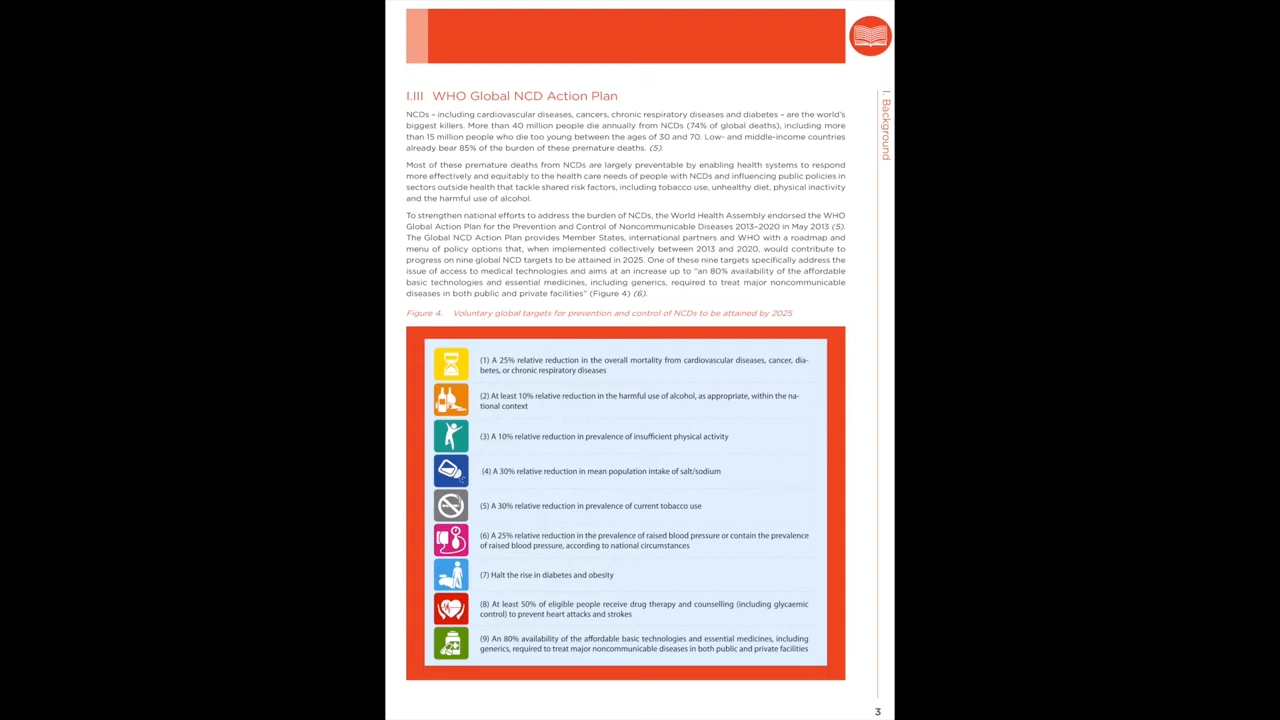 I.III WHO Global NCD Action Plan
NCDs – including cardiovascular diseases, cancers, chronic respiratory diseases and diabetes – are the world's
biggest killers. More than 40 million people die annually from NCDs (74% of global deaths), including more
than 15 million people who die too young between the ages of 30 and 70. Low- and middle-income countries
already bear 85% of the burden of these premature deaths. (5).
Most of these premature deaths from NCDs are largely preventable by enabling health systems to respond
more effectively and equitably to the health care needs of people with NCDs and influencing public policies in
sectors outside health that tackle shared risk factors, including tobacco use, unhealthy diet, physical inactivity
and the harmful use of alcohol.
To strengthen national efforts to address the burden of NCDs, the World Health Assembly endorsed the WHO
Global Action Plan for the Prevention and Control of Noncommunicable Diseases 2013–2020 in May 2013 (5).
The Global NCD Action Plan provides Member States, international partners and WHO with a roadmap and
menu of policy options that, when implemented collectively between 2013 and 2020, would contribute to
progress on nine global NCD targets to be attained in 2025. One of these nine targets specifically address the
issue of access to medical technologies and aims at an increase up to “an 80% availability of the affordable
basic technologies and essential medicines, including generics, required to treat major noncommunicable
diseases in both public and private facilities” (Figure 4) (6).
Figure 4. Voluntary global targets for prevention and control of NCDs to be attained by 2025
(1) A 25% relative reduction in the overall mortality from cardiovascular diseases, cancer, dia-
betes, or chronic respiratory diseases
(2) At least 10% relative reduction in the harmful use of alcohol, as appropriate, within the na-
tional context
(3) A 10% relative reduction in prevalence of insufficient physical activity
(4) A 30% relative reduction in mean population intake of salt/sodium
(5) A 30% relative reduction in prevalence of current tobacco use
(6) A 25% relative reduction in the prevalence of raised blood pressure or contain the prevalence
of raised blood pressure, according to national circumstances
(7) Halt the rise in diabetes and obesity
(8) At least 50% of eligible people receive drug therapy and counselling (including glycaemic
control) to prevent heart attacks and strokes
(9) An 80% availability of the affordable basic technologies and essential medicines, including
generics, required to treat major noncommunicable diseases in both public and private facilities
I. Background
3